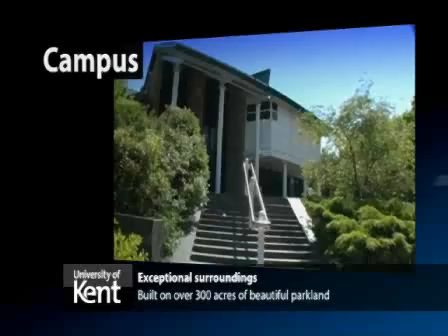 Campus
University of
Kent
Exceptional surroundings
Built on over 300 acres of beautiful parkland